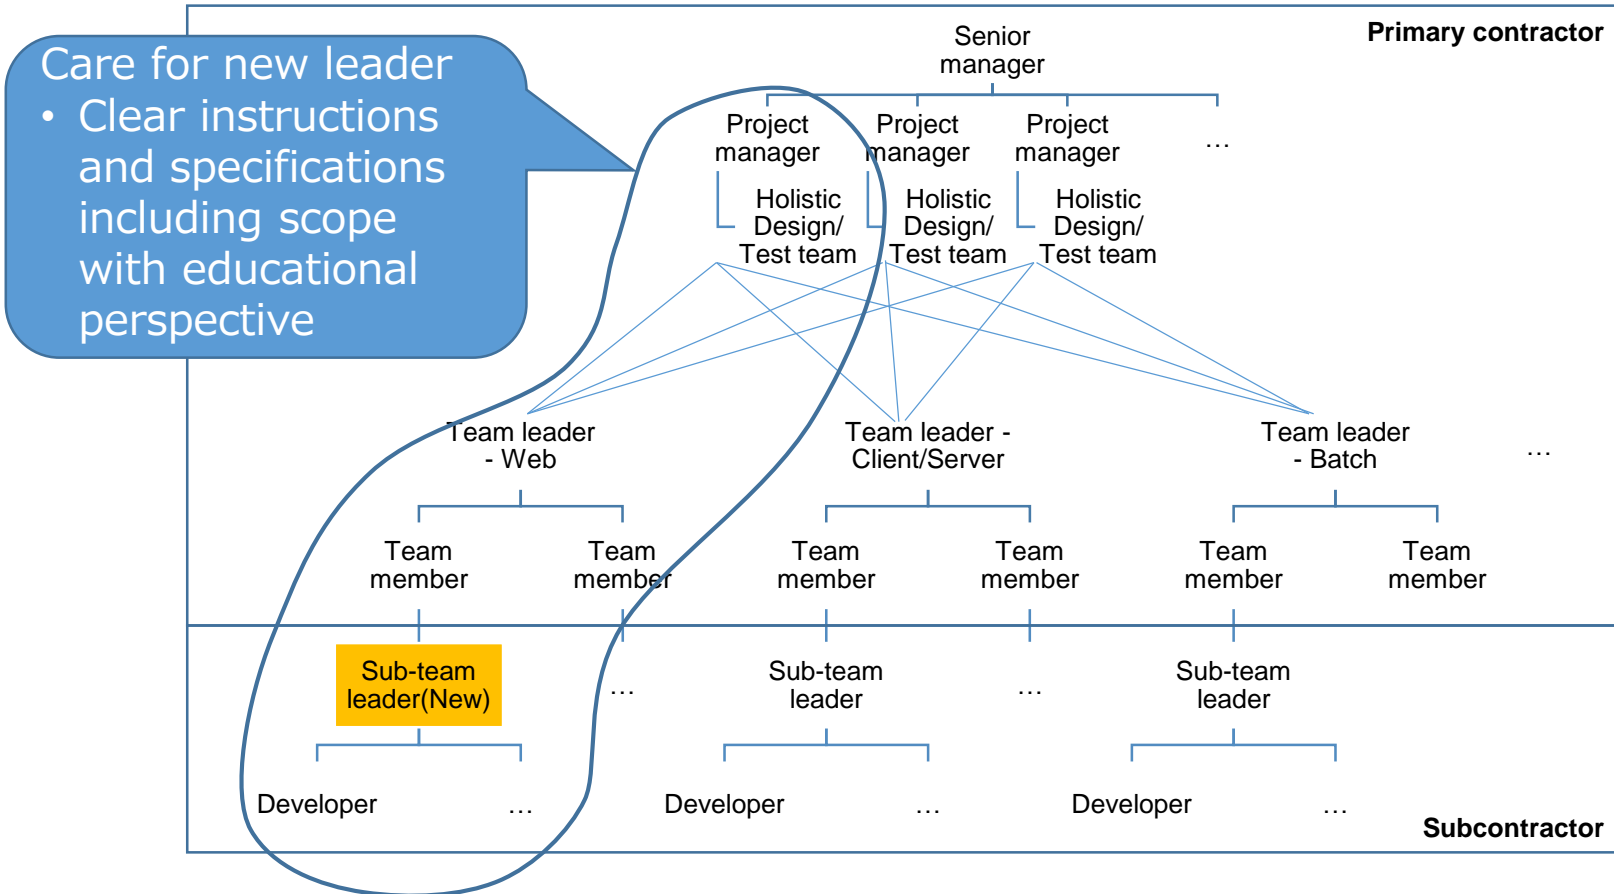 Primary contractor
Care for new leader
• Clear instructions
and specifications
including scope
with educational
perspective
Senior
manager
Project
manager
Project
manager
Project
manager
…
Holistic
Design/
Test team
Holistic
Design/
Test team
Holistic
Design/
Test team
Team leader
- Web
Team leader -
Client/Server
Team leader
- Batch
…
Team
member
Team
member
Team
member
Team
member
Team
member
Team
member
Sub-team
leader(New)
…
Sub-team
leader
…
Sub-team
leader
Developer
…
Developer
…
Developer
…
Subcontractor